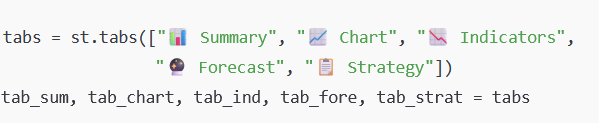 tabs = st.tabs(["📊 Summary", "📈 Chart", "📉 Indicators",
"🔮 Forecast", "📋 Strategy"])
tab_sum, tab_chart, tab_ind, tab_fore, tab_strat = tabs